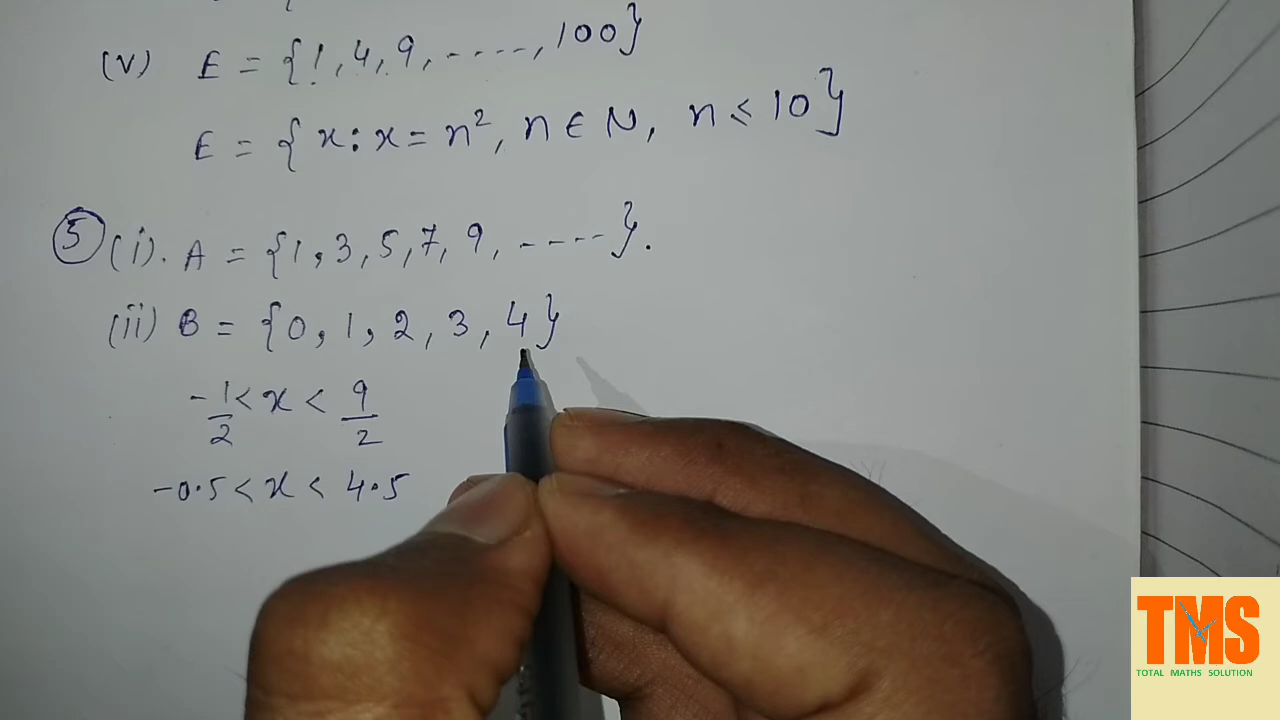 (v) E = {1, 4, 9, ....., 100}
E = {x : x = n², n ∈ N, n ≤ 10}
⑤ (i). A = {1, 3, 5, 7, 9, -----}.
(ii) B = {0, 1, 2, 3, 4}
-1/2 < x < 9/2
-0.5 < x < 4.5
TMS
TOTAL MATHS SOLUTION